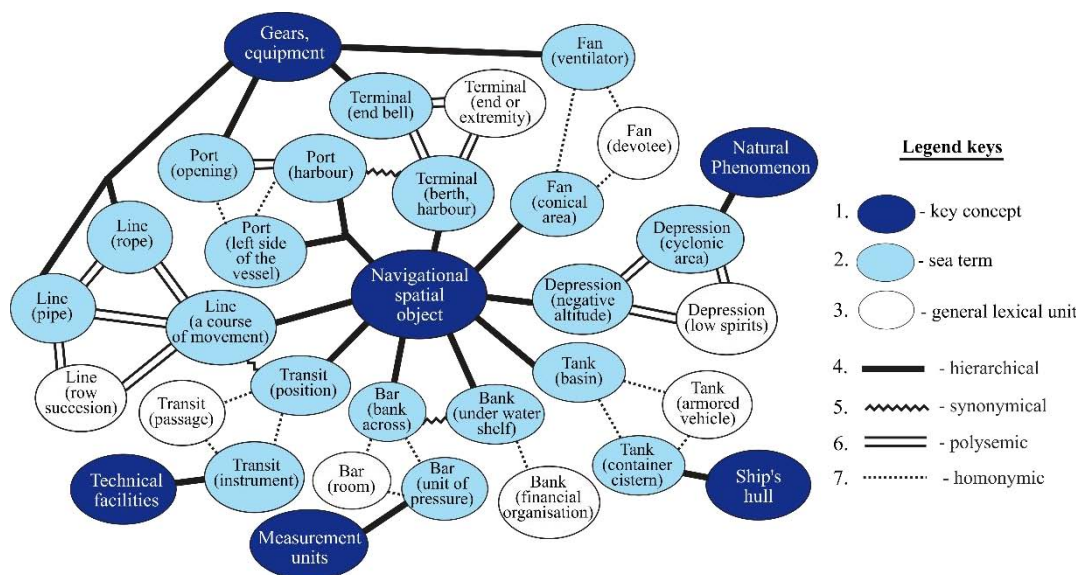 Gears,
equipment
Fan
(ventilator)
Terminal
(end bell)
Terminal
(end or
extremity)
Fan
(devotee)
Natural
Phenomenon
Port
(opening)
Port
(harbour)
Terminal
(berth,
harbour)
Fan
(conical
area)
Port
(left side
of the
vessel)
Line
(rope)
Depression
(cyclonic
area)
Navigational
spatial
object
Depression
(negative
altitude)
Depression
(low spirits)
Line
(pipe)
Line
(a course
of movement)
Line
(row
succesion)
Transit
(position)
Transit
(passage)
Bar
(bank
across)
Bank
(under water
shelf)
Tank
(basin)
Tank
(armored
vehicle)
Technical
facilities
Transit
(instrument)
Bar
(room)
Bar
(unit of
pressure)
Bank
(financial
organisation)
Tank
(container
cistern)
Ship's
hull
Measurement
units
Legend keys
1. - key concept
2. - sea term
3. - general lexical unit
4. - hierarchical
5. - synonymical
6. - polysemic
7. - homonymic